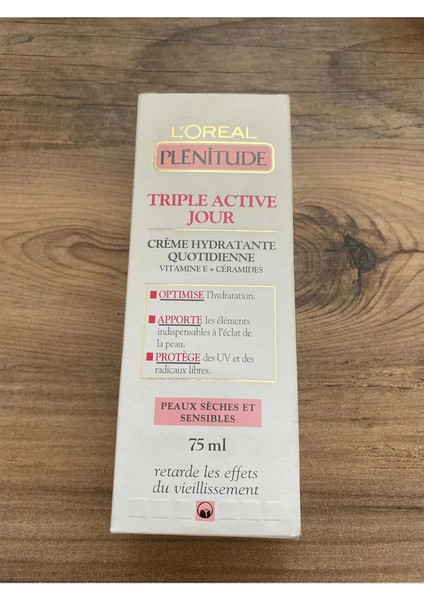 L'ORÉAL
PLÉNITUDE
TRIPLE ACTIVE
JOUR
CRÈME HYDRATANTE
QUOTIDIENNE
VITAMINE E + CÉRAMIDES
OPTIMISE l'hydratation.
APPORTE les éléments
indispensables à l'éclat de
la peau.
PROTÈGE des UV et des
radicaux libres.
PEAUX SÈCHES ET
SENSIBLES
75 ml
retarde les effets
du vieillissement